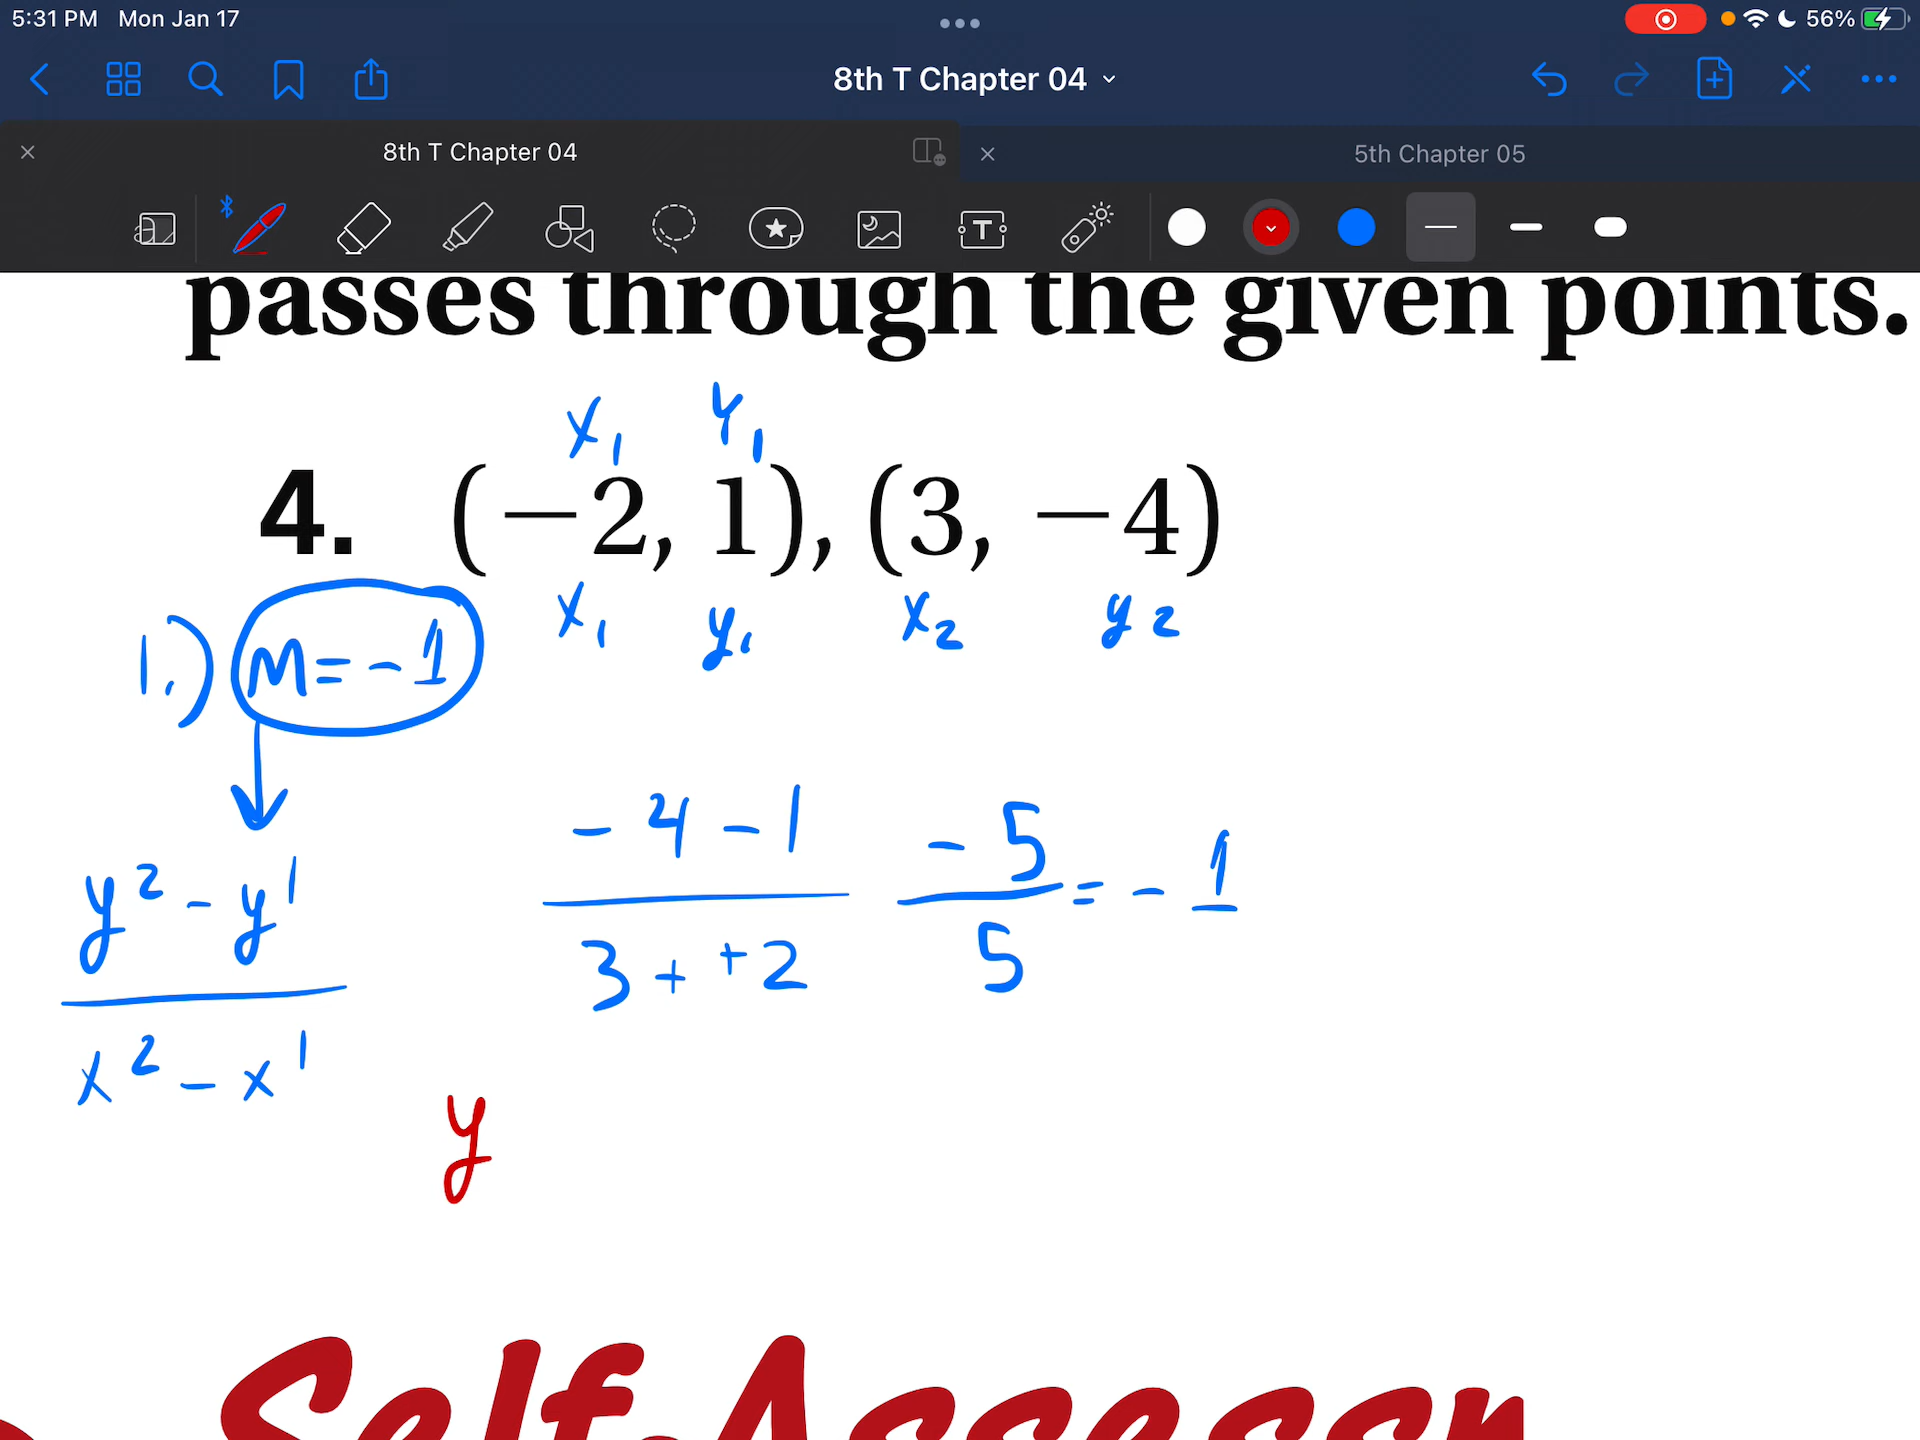 5:31 PM Mon Jan 17
56%
8th T Chapter 04
8th T Chapter 04
5th Chapter 05
passes through the given points.
x₁ y₁
4. (−2, 1), (3, −4)
x₁ y₁ x₂ y₂
1.) m = -1
-4 - 1
3 + +2
-5
5
= - 1
y² - y¹
x² - x¹
y
Self-Assessm